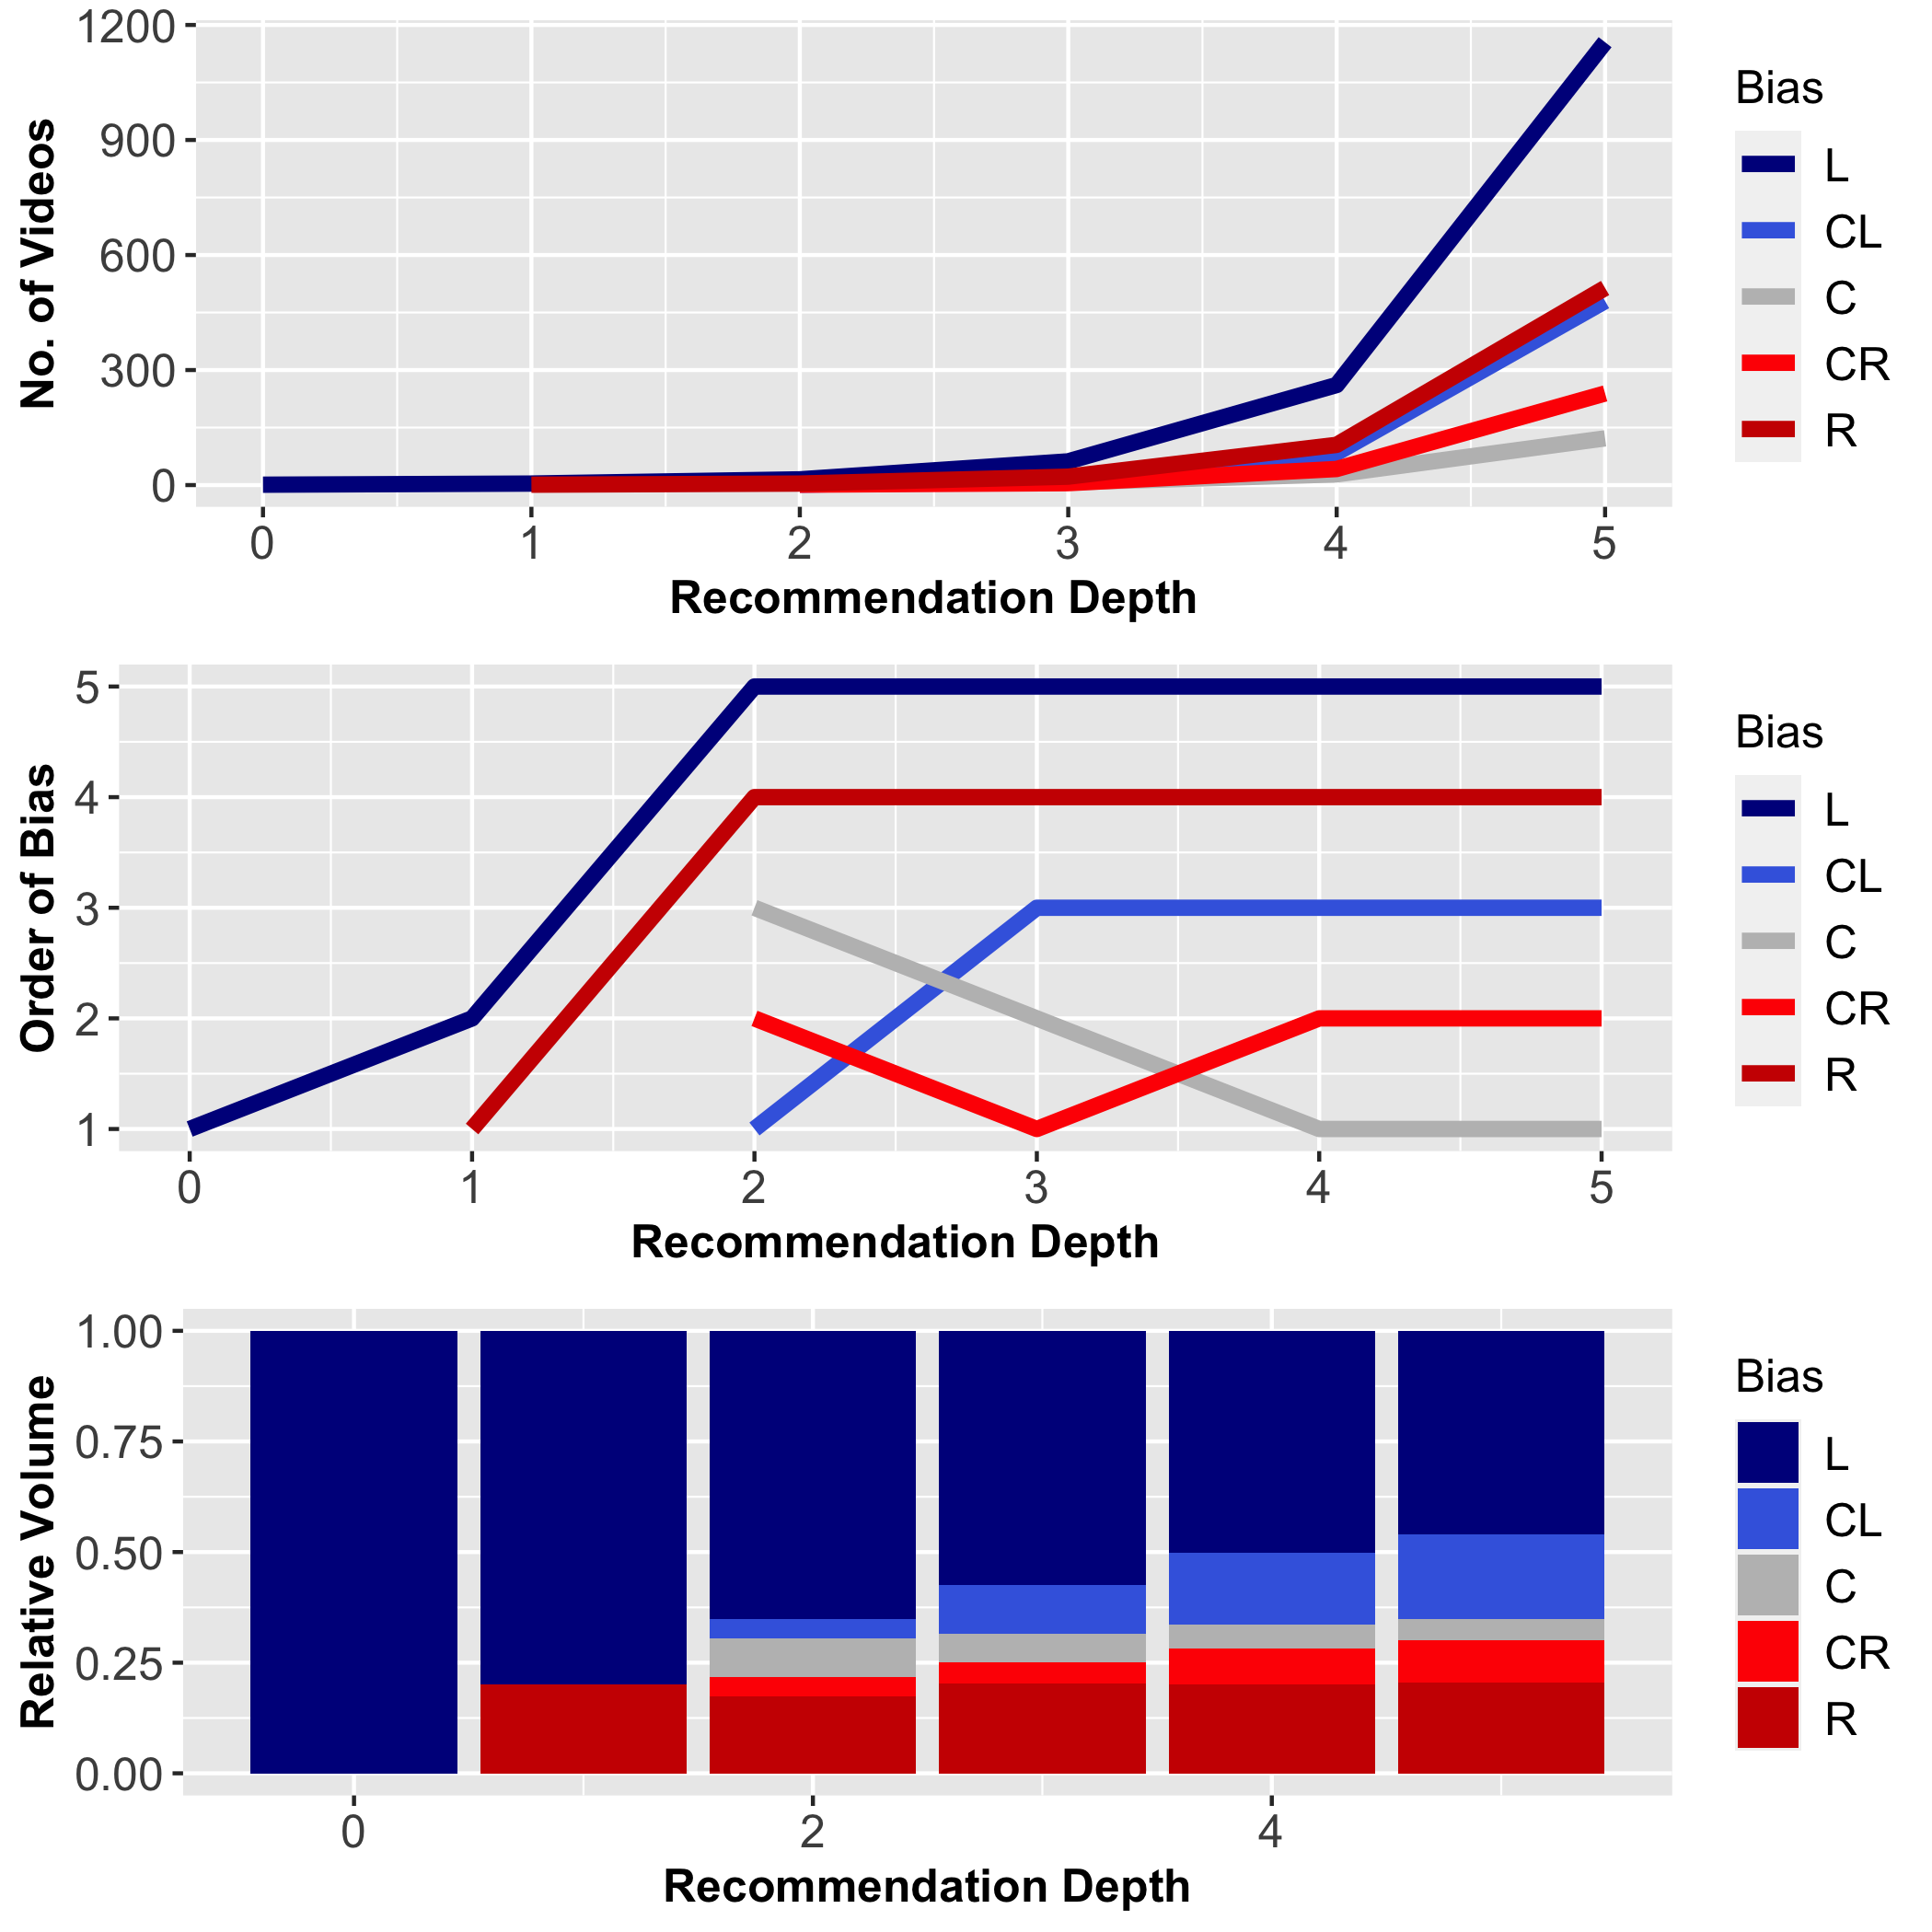 No. of Videos
1200
900
600
300
0
0 1 2 3 4 5
Recommendation Depth
Bias
L
CL
C
CR
R
Order of Bias
5
4
3
2
1
0 1 2 3 4 5
Recommendation Depth
Bias
L
CL
C
CR
R
Relative Volume
1.00
0.75
0.50
0.25
0.00
0 2 4
Recommendation Depth
Bias
L
CL
C
CR
R